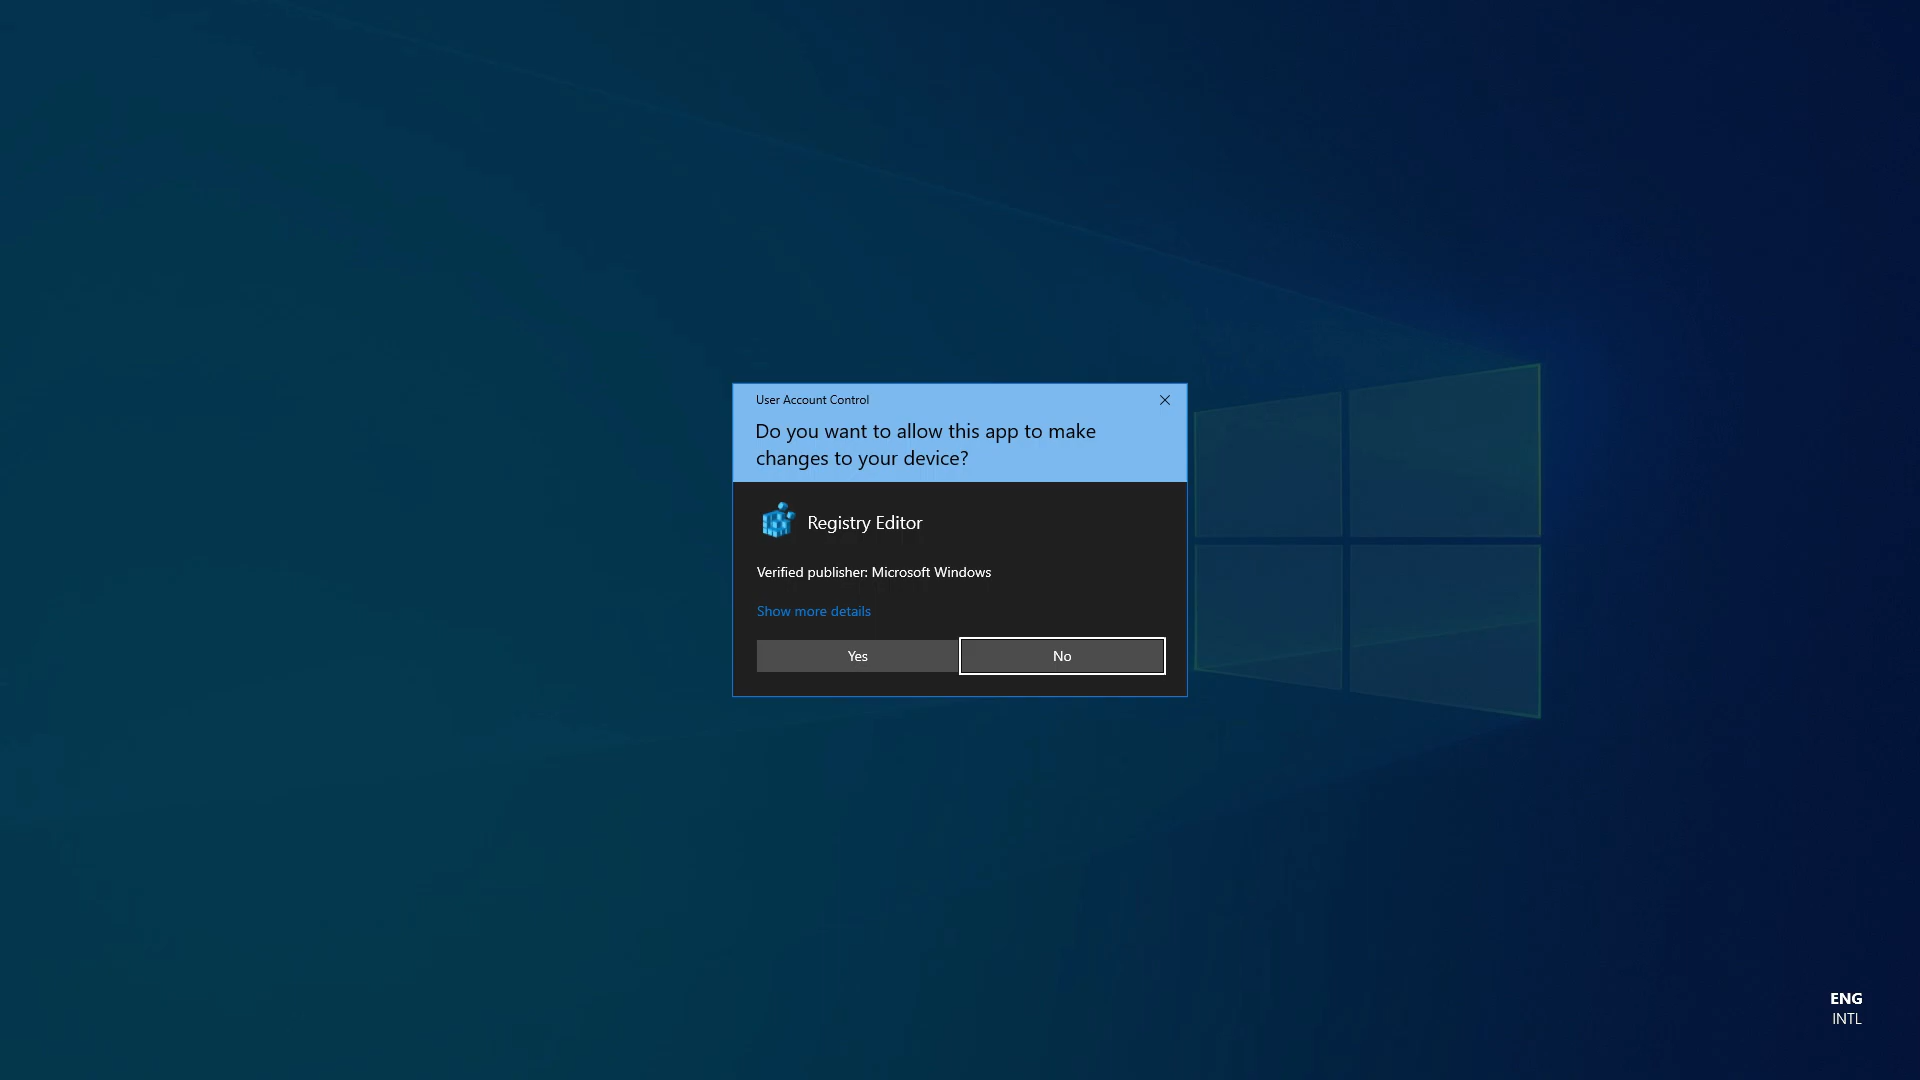 User Account Control
Do you want to allow this app to make
changes to your device?
Registry Editor
Verified publisher: Microsoft Windows
Show more details
Yes
No
ENG
INTL